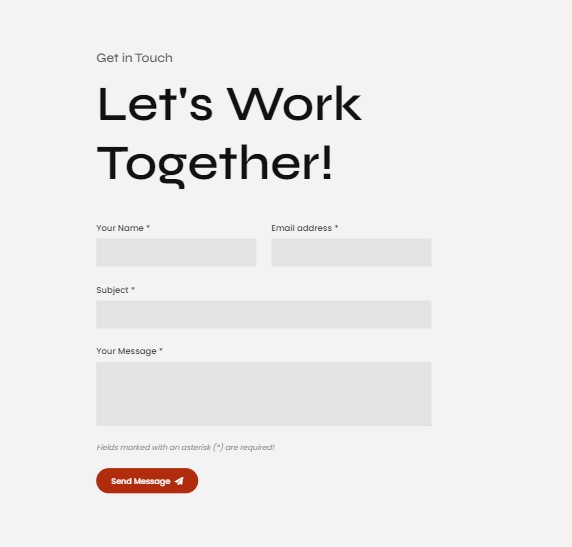 Get in Touch
Let's Work
Together!
Your Name *
Email address *
Subject *
Your Message *
Fields marked with an asterisk (*) are required!
Send Message